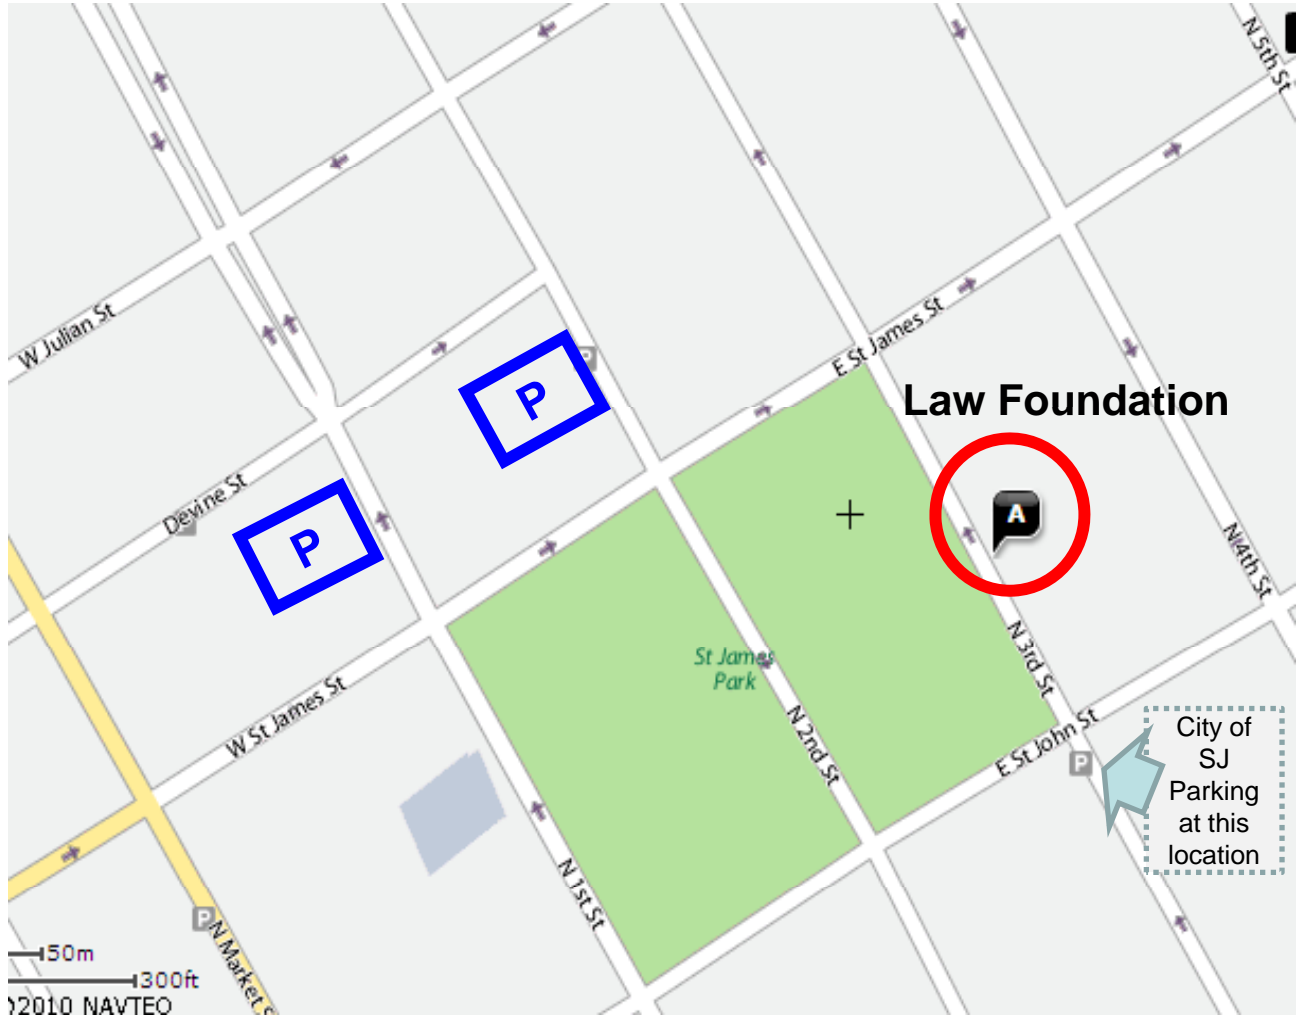 N 5th St
W Julian St
E St James St
P
Law Foundation
A
P
Devine St
P
N 4th St
St James
Park
N 3rd St
W St James St
N 2nd St
E St John St
P
City of
SJ
Parking
at this
location
N 1st St
P
N Market S
50m
300ft
©2010 NAVTEQ